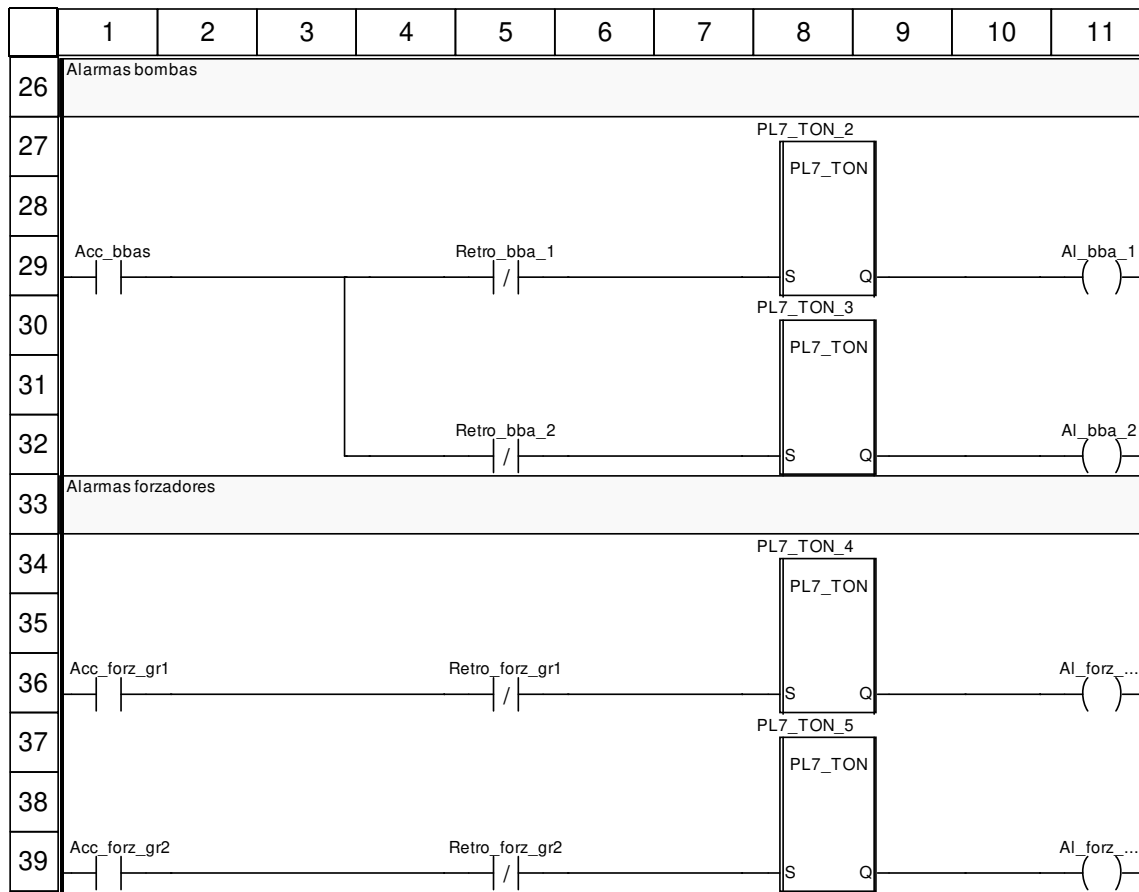 1 2 3 4 5 6 7 8 9 10 11
26 Alarmas bombas
27 PL7_TON_2
PL7_TON
28
Acc_bbas Retro_bba_1 Al_bba_1
29 / S Q ( )
30 PL7_TON_3
PL7_TON
31
Retro_bba_2 Al_bba_2
32 / S Q ( )
33 Alarmas forzadores
34 PL7_TON_4
PL7_TON
35
Acc_forz_gr1 Retro_forz_gr1 Al_forz_...
36 / S Q ( )
37 PL7_TON_5
PL7_TON
38
Acc_forz_gr2 Retro_forz_gr2 Al_forz_...
39 / S Q ( )